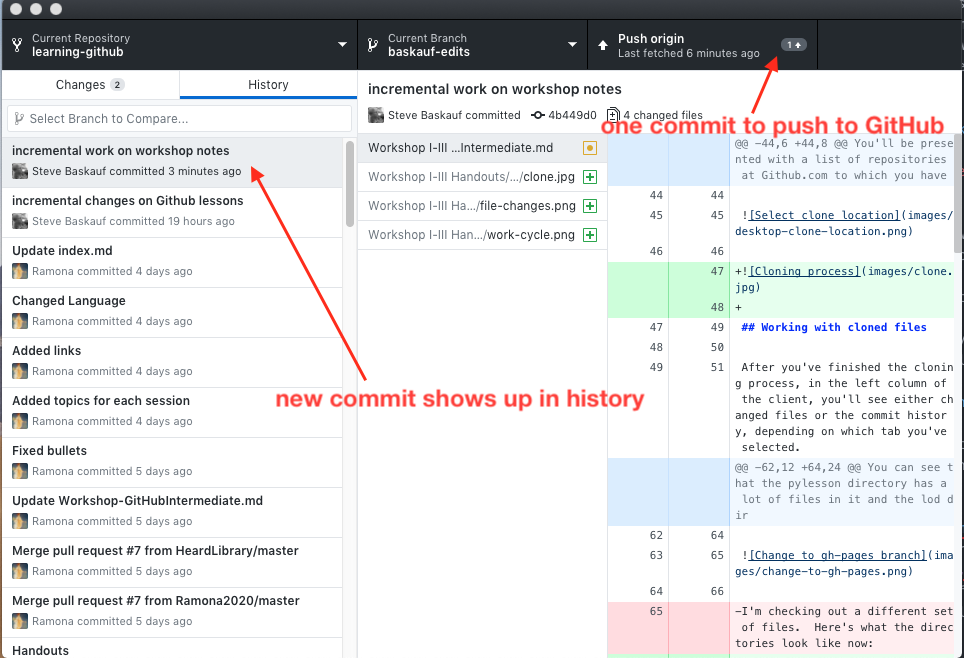 Current Repository
learning-github
Current Branch
baskauf-edits
Push origin
Last fetched 6 minutes ago
1
Changes 2
History
Select Branch to Compare...
incremental work on workshop notes
Steve Baskauf committed 3 minutes ago
incremental changes on Github lessons
Steve Baskauf committed 19 hours ago
Update index.md
Ramona committed 4 days ago
Changed Language
Ramona committed 4 days ago
Added links
Ramona committed 4 days ago
Added topics for each session
Ramona committed 4 days ago
Fixed bullets
Ramona committed 5 days ago
Update Workshop-GitHubIntermediate.md
Ramona committed 5 days ago
Merge pull request #7 from HeardLibrary/master
Ramona committed 5 days ago
Merge pull request #7 from Ramona2020/master
Ramona committed 5 days ago
Handouts
incremental work on workshop notes
Steve Baskauf committed 4b449d0 4 changed files
one commit to push to GitHub
new commit shows up in history
Workshop I-III ...Intermediate.md
Workshop I-III Handouts/.../clone.jpg
Workshop I-III Ha.../file-changes.png
Workshop I-III Han.../work-cycle.png
@@ -44,6 +44,8 @@ You'll be prese
nted with a list of repositories
at Github.com to which you have
44 44
45 45 ![Select clone location](images/
desktop-clone-location.png)
46 46
47 +![Cloning process](images/clone.
jpg)
48 +
47 49 ## Working with cloned files
48 50
49 51 After you've finished the clonin
g process, in the left column of
the client, you'll see either ch
anged files or the commit histor
y, depending on which tab you've
selected.
@@ -62,12 +64,24 @@ You can see t
hat the pylesson directory has a
lot of files in it and the lod d
ir
62 64
63 65 ![Change to gh-pages branch](ima
ges/change-to-gh-pages.png)
64 66
65 -I'm checking out a different set
of files.  Here's what the direc
tories look like now: